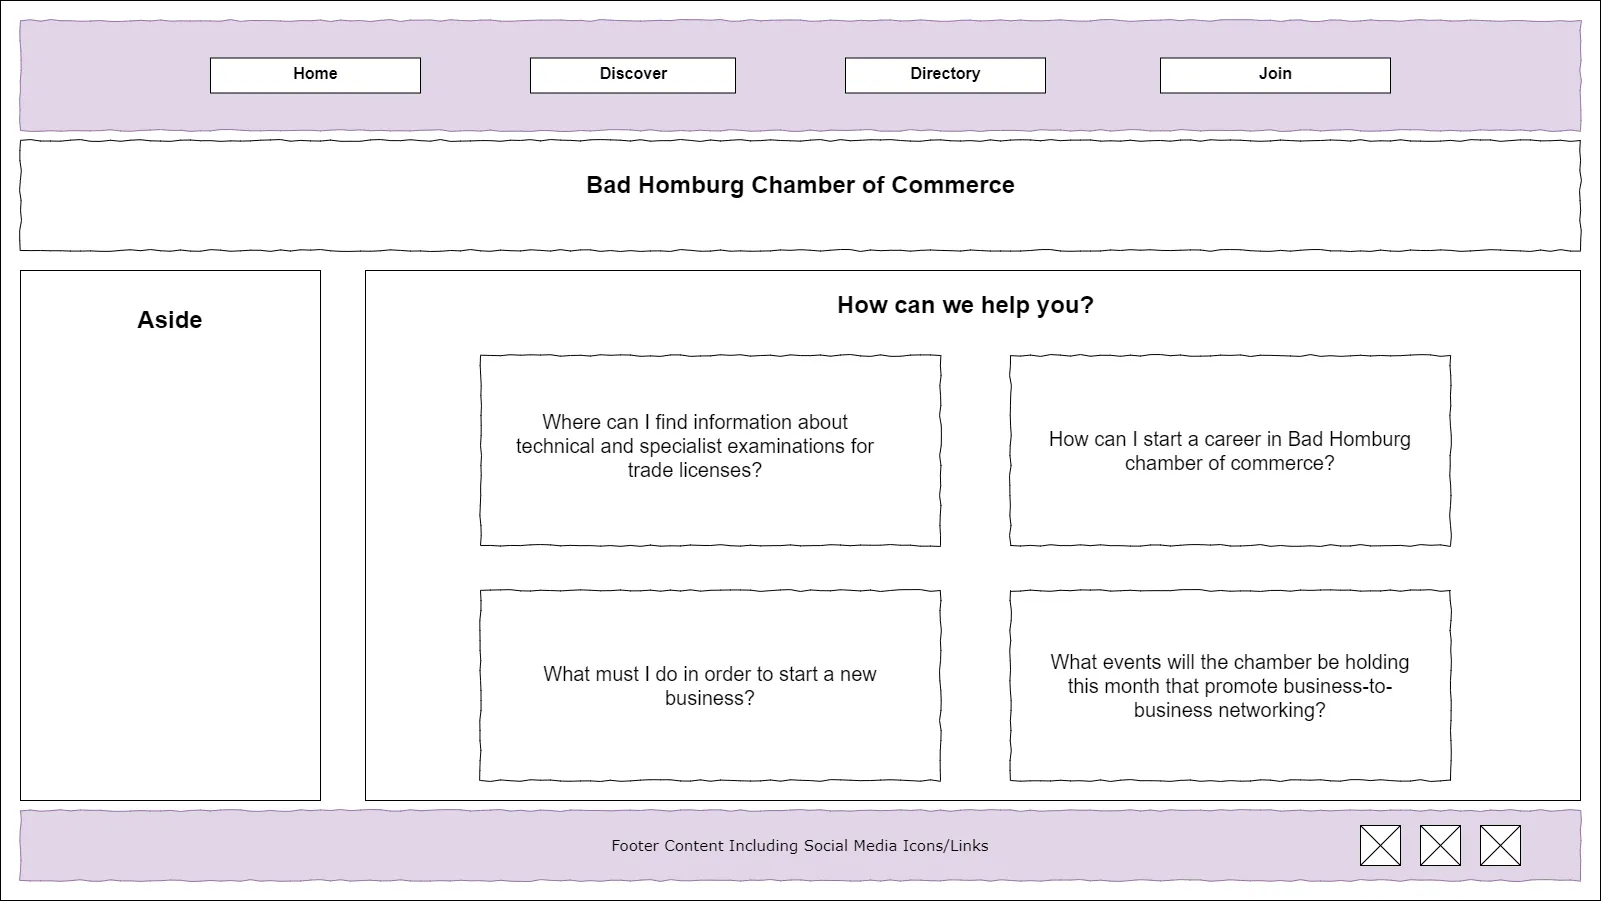 Home
Discover
Directory
Join
Bad Homburg Chamber of Commerce
Aside
How can we help you?
Where can I find information about
technical and specialist examinations for
trade licenses?
How can I start a career in Bad Homburg
chamber of commerce?
What must I do in order to start a new
business?
What events will the chamber be holding
this month that promote business-to-
business networking?
Footer Content Including Social Media Icons/Links